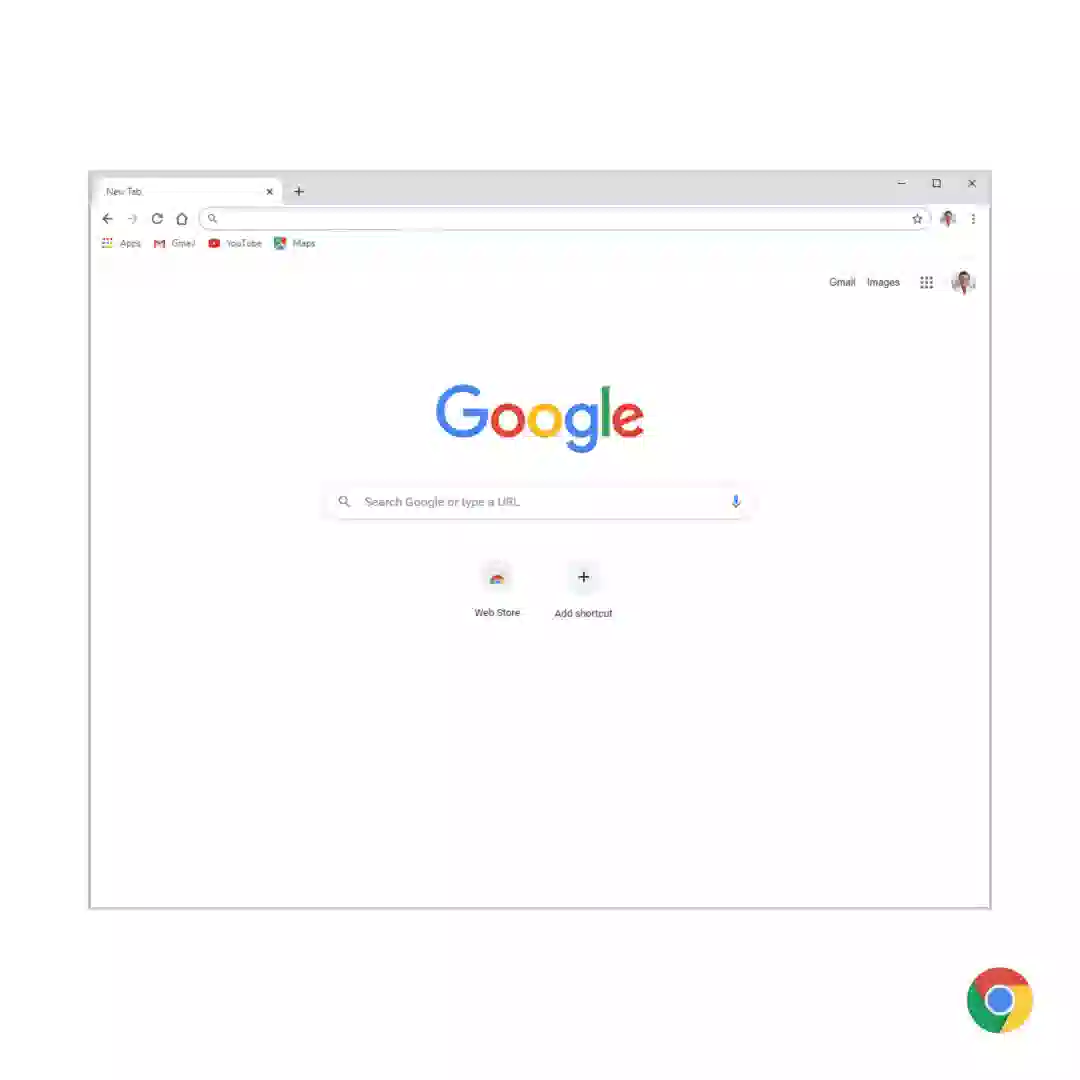 New Tab
Apps Gmail YouTube Maps
Gmail Images
Google
Search Google or type a URL
Web Store Add shortcut